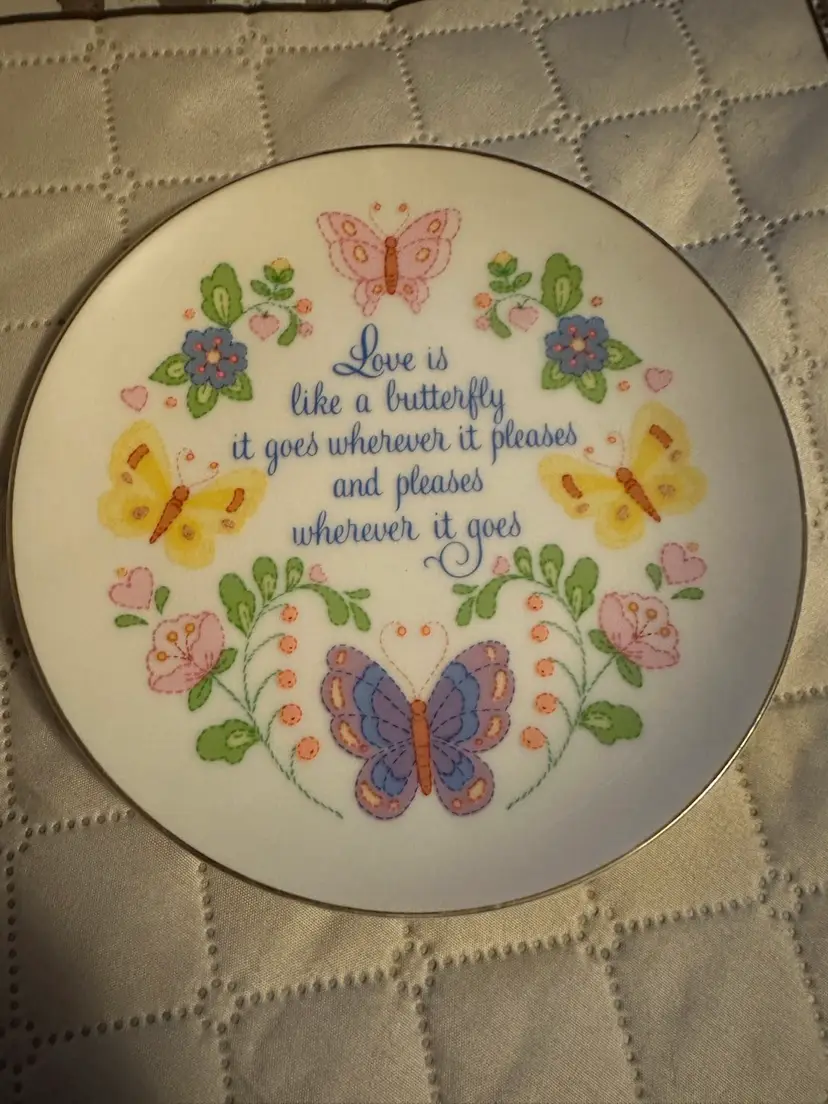 Love is
like a butterfly
it goes wherever it pleases
and pleases
wherever it goes